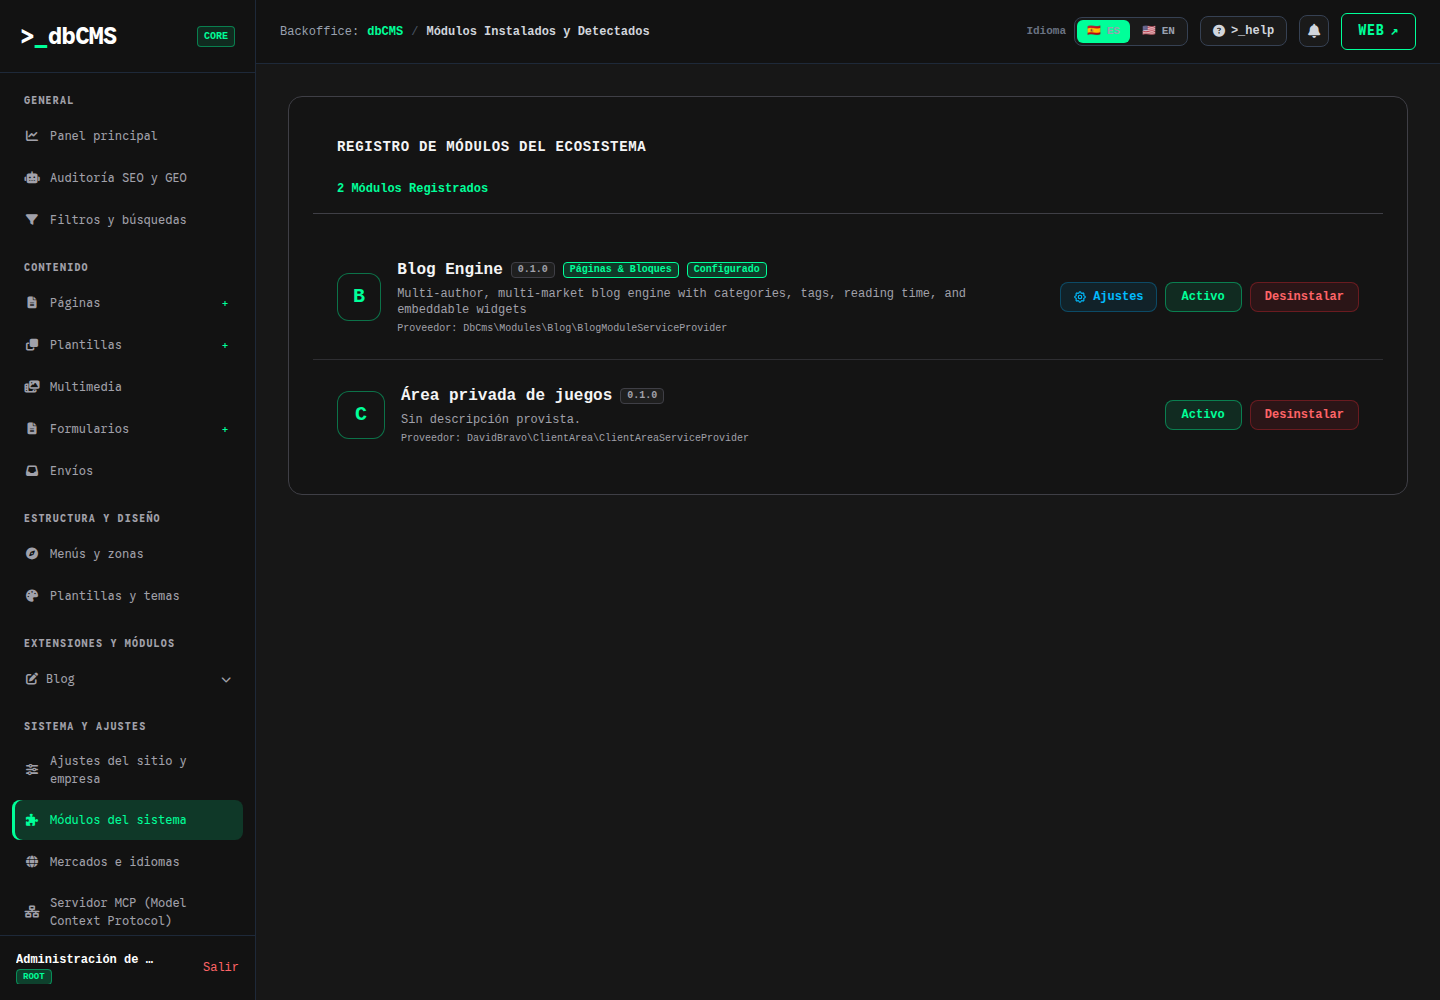 >_dbCMS
CORE
Backoffice: dbCMS / Módulos Instalados y Detectados
Idioma
EN
>_help
WEB ↗
GENERAL
Panel principal
Auditoría SEO y GEO
Filtros y búsquedas
CONTENIDO
Páginas +
Plantillas +
Multimedia
Formularios +
Envíos
ESTRUCTURA Y DISEÑO
Menús y zonas
Plantillas y temas
EXTENSIONES Y MÓDULOS
Blog
SISTEMA Y AJUSTES
Ajustes del sitio y
empresa
Módulos del sistema
Mercados e idiomas
Servidor MCP (Model
Context Protocol)
Administración de …
ROOT
Salir
REGISTRO DE MÓDULOS DEL ECOSISTEMA
2 Módulos Registrados
B
Blog Engine 0.1.0 Páginas & Bloques Configurado
Multi-author, multi-market blog engine with categories, tags, reading time, and
embeddable widgets
Proveedor: DbCms\Modules\Blog\BlogModuleServiceProvider
Ajustes Activo Desinstalar
C
Área privada de juegos 0.1.0
Sin descripción provista.
Proveedor: DavidBravo\ClientArea\ClientAreaServiceProvider
Activo Desinstalar